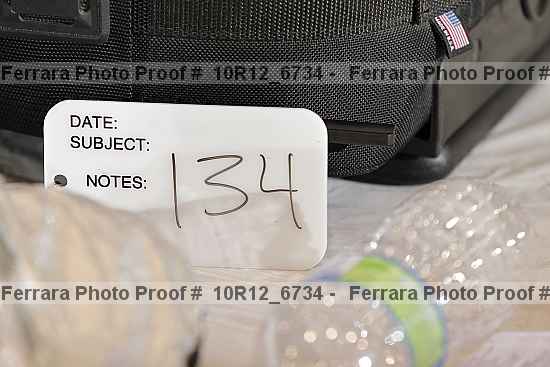 Ferrara Photo Proof # 10R12_6734 - Ferrara Photo Proof #
DATE:
SUBJECT:
NOTES: 134
Ferrara Photo Proof # 10R12_6734 - Ferrara Photo Proof #